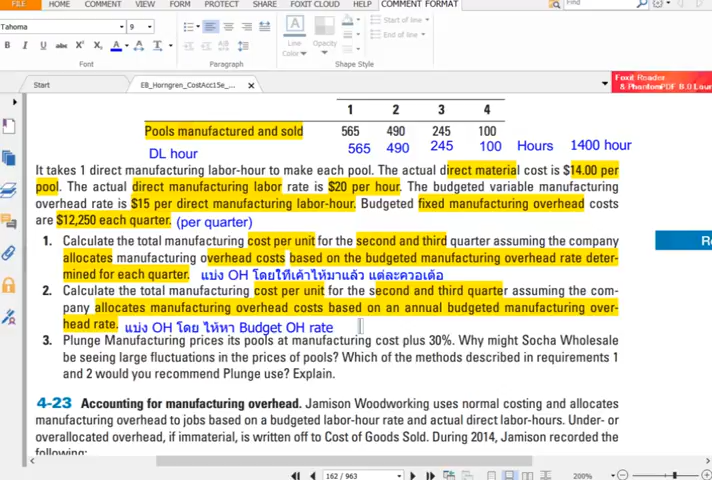 FILE HOME COMMENT VIEW FORM PROTECT SHARE FOXIT CLOUD HELP COMMENT FORMAT Find
Tahoma 9 Start of line
B I U A A T Line Opacity End of line
Color
Font Paragraph Shape Style
Start EB_Horngren_CostAcc15e_... Foxit Reader
& PhantomPDF 8.0 Laun
1 2 3 4
Pools manufactured and sold 565 490 245 100
DL hour 565 490 245 100 Hours 1400 hour
It takes 1 direct manufacturing labor-hour to make each pool. The actual direct material cost is $14.00 per
pool. The actual direct manufacturing labor rate is $20 per hour. The budgeted variable manufacturing
overhead rate is $15 per direct manufacturing labor-hour. Budgeted fixed manufacturing overhead costs
are $12,250 each quarter. (per quarter)
1. Calculate the total manufacturing cost per unit for the second and third quarter assuming the company
allocates manufacturing overhead costs based on the budgeted manufacturing overhead rate deter-
mined for each quarter. แบ่ง OH โดยใที่เค้าให้มาแล้ว แต่ละควอเต้อ
2. Calculate the total manufacturing cost per unit for the second and third quarter assuming the com-
pany allocates manufacturing overhead costs based on an annual budgeted manufacturing over-
head rate. แบ่ง OH โดย ให้หา Budget OH rate
3. Plunge Manufacturing prices its pools at manufacturing cost plus 30%. Why might Socha Wholesale
be seeing large fluctuations in the prices of pools? Which of the methods described in requirements 1
and 2 would you recommend Plunge use? Explain.
4-23 Accounting for manufacturing overhead. Jamison Woodworking uses normal costing and allocates
manufacturing overhead to jobs based on a budgeted labor-hour rate and actual direct labor-hours. Under- or
overallocated overhead, if immaterial, is written off to Cost of Goods Sold. During 2014, Jamison recorded the
following:
162 / 963 200%